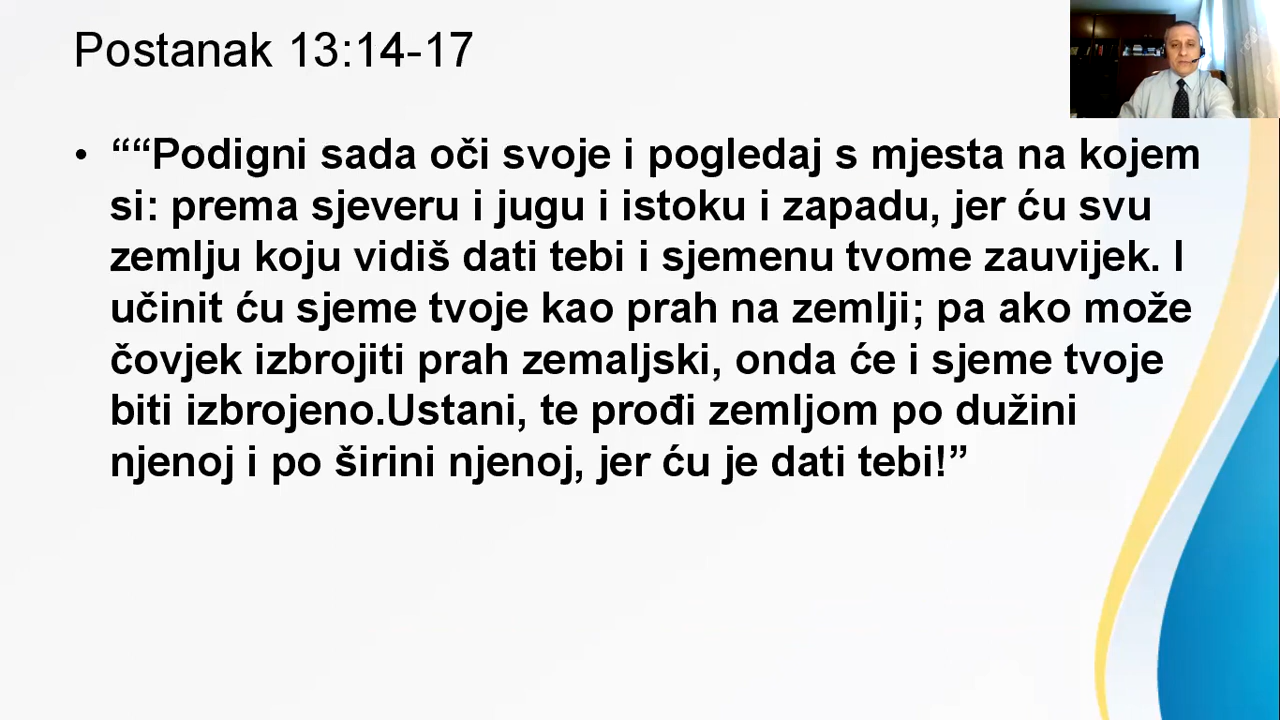 Postanak 13:14-17
• ““Podigni sada oči svoje i pogledaj s mjesta na kojem
si: prema sjeveru i jugu i istoku i zapadu, jer ću svu
zemlju koju vidiš dati tebi i sjemenu tvome zauvijek. I
učinit ću sjeme tvoje kao prah na zemlji; pa ako može
čovjek izbrojiti prah zemaljski, onda će i sjeme tvoje
biti izbrojeno.Ustani, te prođi zemljom po dužini
njenoj i po širini njenoj, jer ću je dati tebi!”